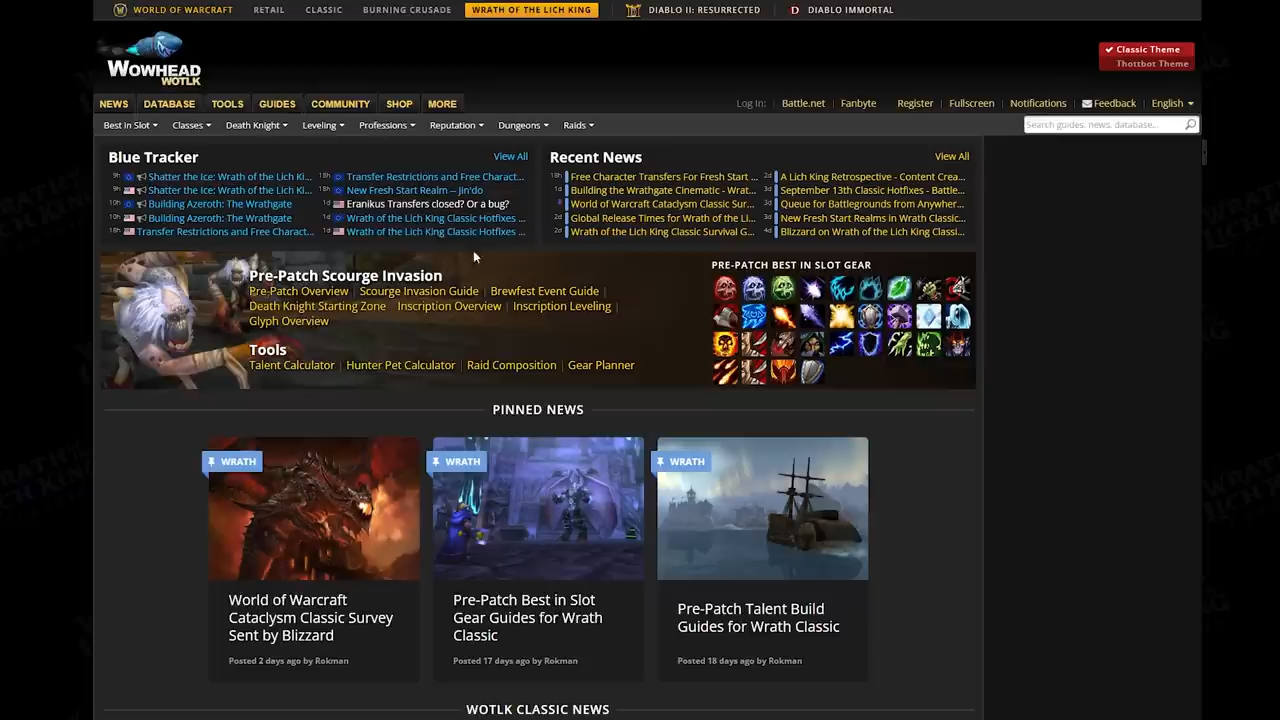 WORLD OF WARCRAFT RETAIL CLASSIC BURNING CRUSADE WRATH OF THE LICH KING DIABLO II: RESURRECTED DIABLO IMMORTAL
WOWHEAD
WOTLK
Classic Theme
Thottbot Theme
NEWS DATABASE TOOLS GUIDES COMMUNITY SHOP MORE
Log In: Battle.net Fanbyte Register Fullscreen Notifications Feedback English
Best in Slot Classes Death Knight Leveling Professions Reputation Dungeons Raids
Search guides, news, database...
Blue Tracker View All
9h Shatter the Ice: Wrath of the Lich Ki...
9h Shatter the Ice: Wrath of the Lich Ki...
10h Building Azeroth: The Wrathgate
10h Building Azeroth: The Wrathgate
18h Transfer Restrictions and Free Charact...
18h Transfer Restrictions and Free Charact...
18h New Fresh Start Realm -- Jin'do
1d Eranikus Transfers closed? Or a bug?
1d Wrath of the Lich King Classic Hotfixes ...
1d Wrath of the Lich King Classic Hotfixes ...
Recent News View All
18h Free Character Transfers For Fresh Start ...
1d Building the Wrathgate Cinematic - Wrat...
World of Warcraft Cataclysm Classic Sur...
2d Global Release Times for Wrath of the Li...
2d Wrath of the Lich King Classic Survival G...
2d A Lich King Retrospective - Content Crea...
3d September 13th Classic Hotfixes - Battle...
3d Queue for Battlegrounds from Anywher...
3d New Fresh Start Realms in Wrath Classic...
4d Blizzard on Wrath of the Lich King Classi...
Pre-Patch Scourge Invasion
Pre-Patch Overview | Scourge Invasion Guide | Brewfest Event Guide |
Death Knight Starting Zone | Inscription Overview | Inscription Leveling |
Glyph Overview
Tools
Talent Calculator | Hunter Pet Calculator | Raid Composition | Gear Planner
PRE-PATCH BEST IN SLOT GEAR
PINNED NEWS
WRATH
World of Warcraft
Cataclysm Classic Survey
Sent by Blizzard
Posted 2 days ago by Rokman
WRATH
Pre-Patch Best in Slot
Gear Guides for Wrath
Classic
Posted 17 days ago by Rokman
WRATH
Pre-Patch Talent Build
Guides for Wrath Classic
Posted 18 days ago by Rokman
WOTLK CLASSIC NEWS